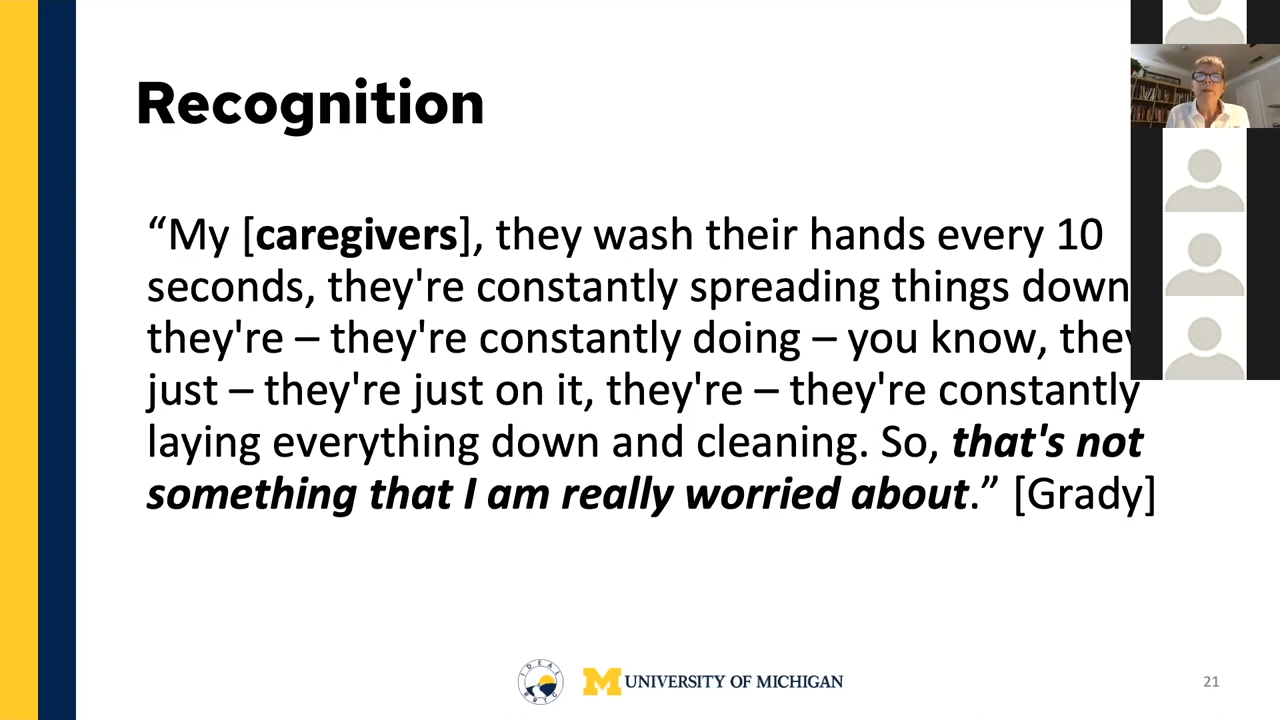 Recognition
“My [caregivers], they wash their hands every 10
seconds, they're constantly spreading things down
they're – they're constantly doing – you know,
just – they're just on it, they're – they're constantly
laying everything down and cleaning. So, that's not
something that I am really worried about.” [Grady]
IDEAL
RRTC
M UNIVERSITY OF MICHIGAN
21